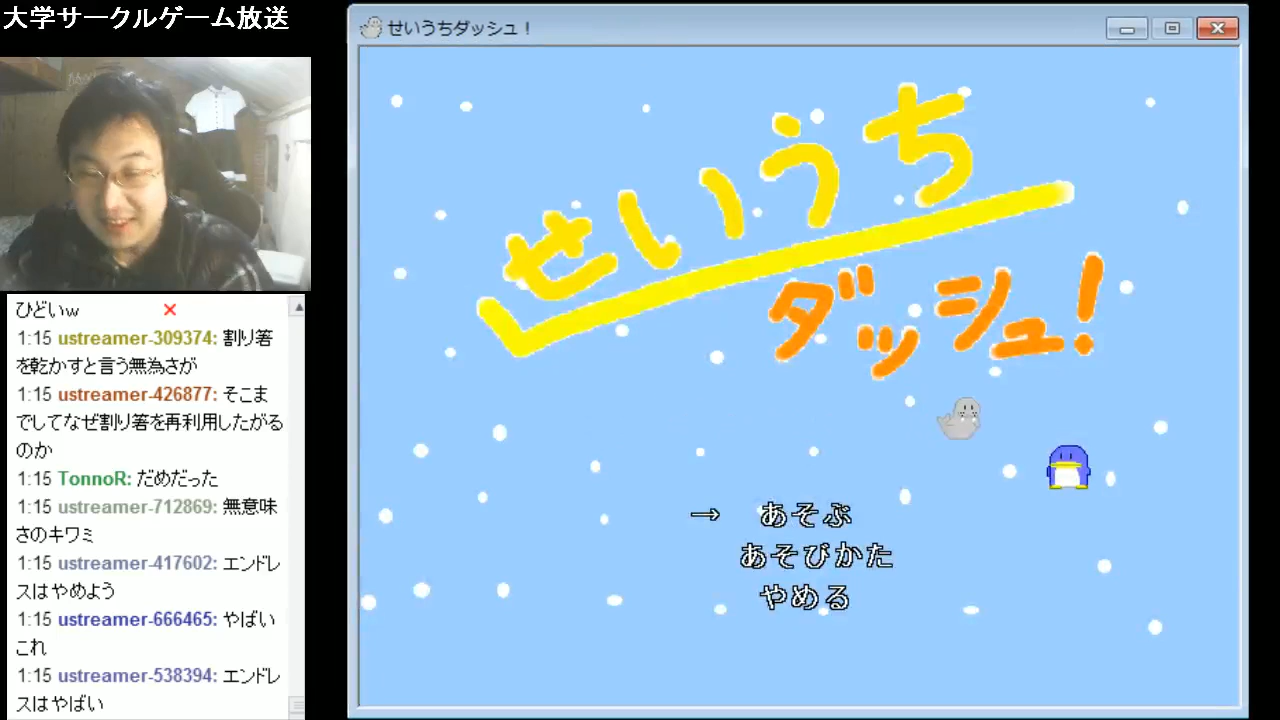 大学サークルゲーム放送
せいうちダッシュ！
せいうち
ダッシュ！
→ あそぶ
あそびかた
やめる
ひどいw
1:15 ustreamer-309374: 割り箸
を乾かすと言う無為さが
1:15 ustreamer-426877: そこま
でしてなぜ割り箸を再利用したがる
のか
1:15 TonnoR: だめだった
1:15 ustreamer-712869: 無意味
さのキワミ
1:15 ustreamer-417602: エンドレ
スはやめよう
1:15 ustreamer-666465: やばい
これ
1:15 ustreamer-538394: エンドレ
スはやばい